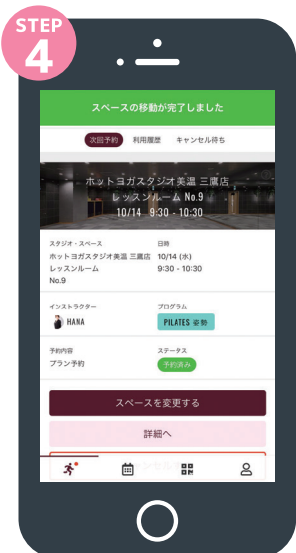 STEP
4
スペースの移動が完了しました
次回予約 利用履歴 キャンセル待ち
ホットヨガスタジオ美温 三鷹店
レッスンルーム No.9
10/14 9:30 - 10:30
スタジオ・スペース 日時
ホットヨガスタジオ美温 三鷹店 10/14 (水)
レッスンルーム 9:30 - 10:30
No.9
インストラクター プログラム
HANA PILATES 姿勢
予約内容 ステータス
プラン予約 予約済み
スペースを変更する
詳細へ